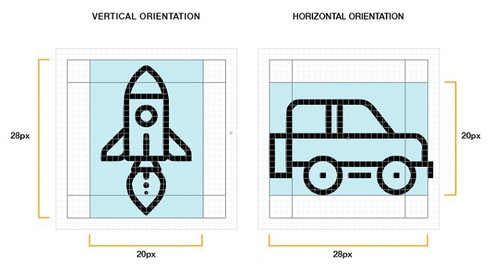 VERTICAL ORIENTATION
HORIZONTAL ORIENTATION
28px
20px
20px
28px